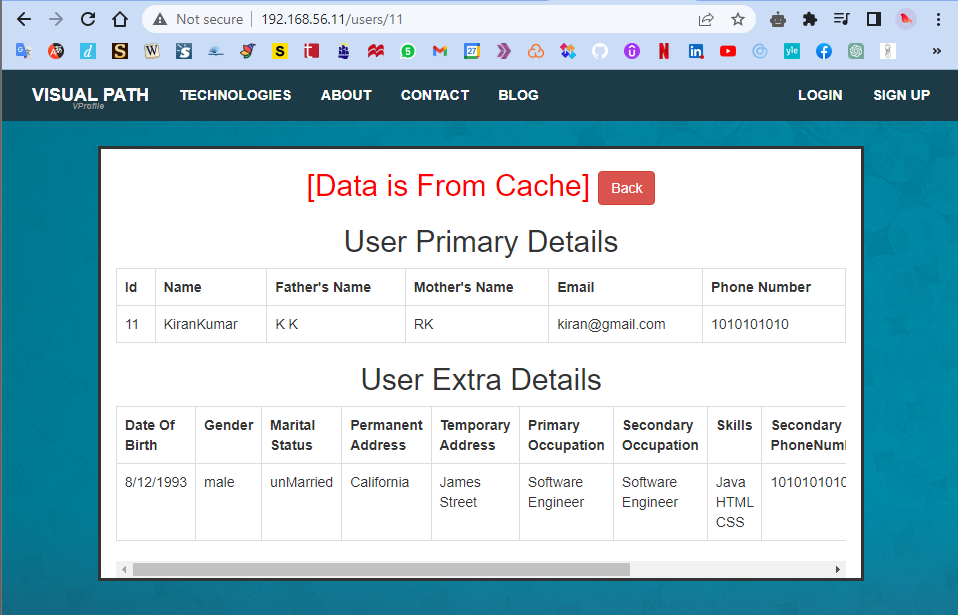 Not secure | 192.168.56.11/users/11
VISUAL PATH
VProfile
TECHNOLOGIES ABOUT CONTACT BLOG LOGIN SIGN UP
[Data is From Cache] Back
User Primary Details
Id Name Father's Name Mother's Name Email Phone Number
11 KiranKumar K K RK kiran@gmail.com 1010101010
User Extra Details
Date Of Birth Gender Marital Status Permanent Address Temporary Address Primary Occupation Secondary Occupation Skills Secondary PhoneNum
8/12/1993 male unMarried California James Street Software Engineer Software Engineer Java HTML CSS 1010101010